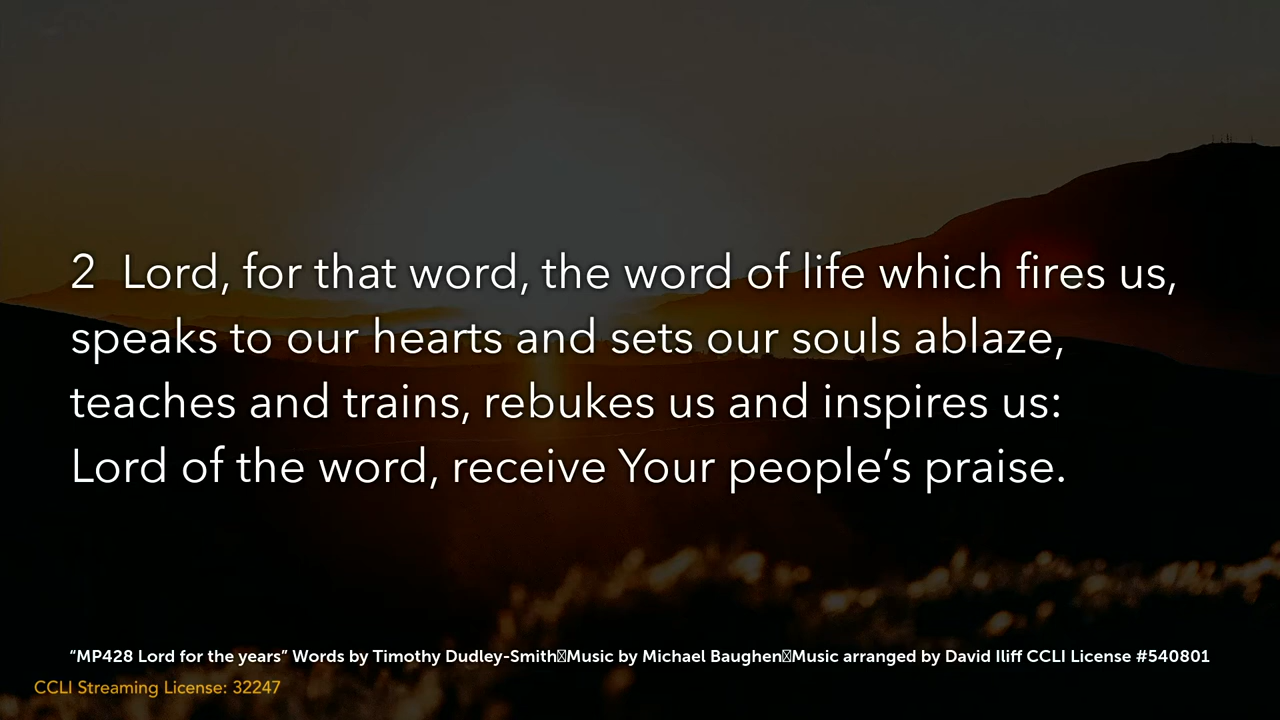 2 Lord, for that word, the word of life which fires us,
speaks to our hearts and sets our souls ablaze,
teaches and trains, rebukes us and inspires us:
Lord of the word, receive Your people’s praise.
“MP428 Lord for the years” Words by Timothy Dudley-Smith␍Music by Michael Baughen␍Music arranged by David Iliff CCLI License #540801
CCLI Streaming License: 32247